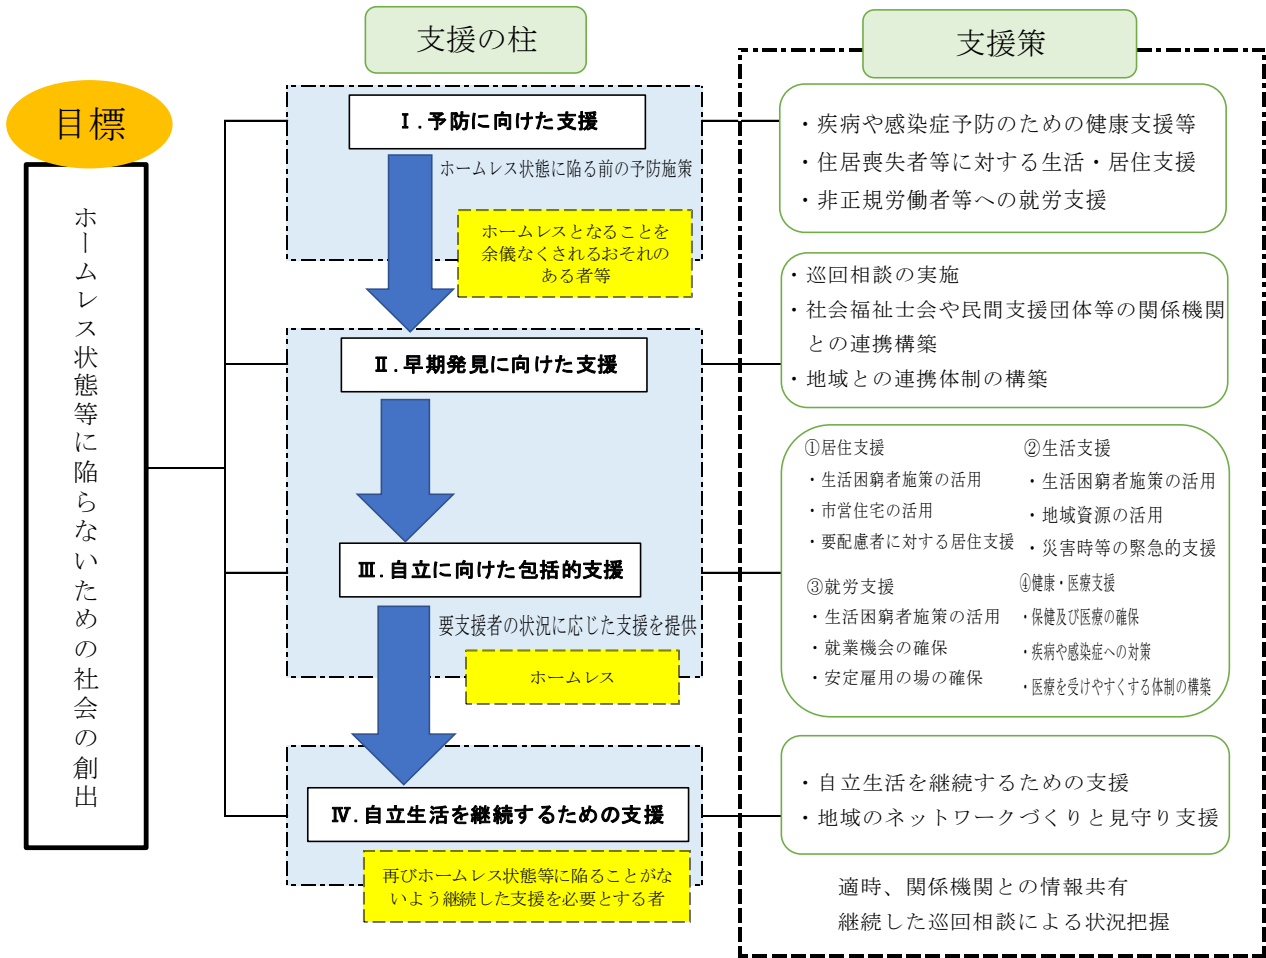 支援の柱
支援策
目標
ホームレス状態等に陥らないための社会の創出
Ⅰ.予防に向けた支援
ホームレス状態に陥る前の予防施策
ホームレスとなることを
余儀なくされるおそれの
ある者等
・疾病や感染症予防のための健康支援等
・住居喪失者等に対する生活・居住支援
・非正規労働者等への就労支援
Ⅱ.早期発見に向けた支援
・巡回相談の実施
・社会福祉士会や民間支援団体等の関係機関
との連携構築
・地域との連携体制の構築
Ⅲ.自立に向けた包括的支援
要支援者の状況に応じた支援を提供
ホームレス
①居住支援
・生活困窮者施策の活用
・市営住宅の活用
・要配慮者に対する居住支援
②生活支援
・生活困窮者施策の活用
・地域資源の活用
・災害時等の緊急的支援
③就労支援
・生活困窮者施策の活用
・就業機会の確保
・安定雇用の場の確保
④健康・医療支援
・保健及び医療の確保
・疾病や感染症への対策
・医療を受けやすくする体制の構築
Ⅳ.自立生活を継続するための支援
再びホームレス状態等に陥ることがな
いよう継続した支援を必要とする者
・自立生活を継続するための支援
・地域のネットワークづくりと見守り支援
適時、関係機関との情報共有
継続した巡回相談による状況把握